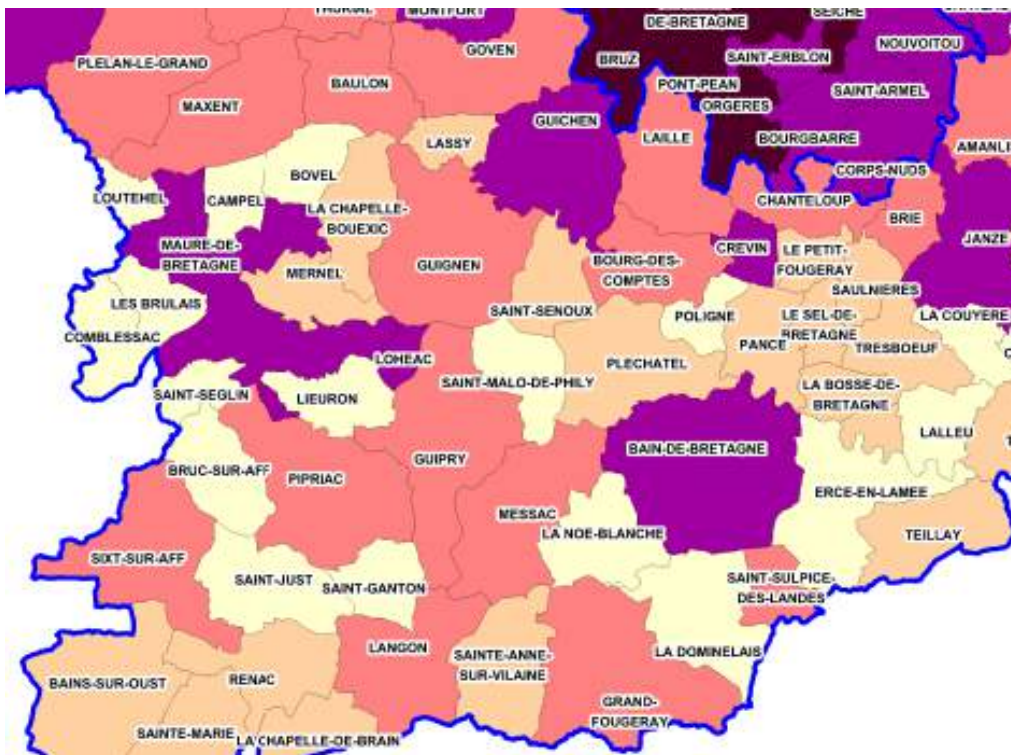 MONTFORT
SEICHE
DE-BRETAGNE
GOVEN
NOUVOITOU
PLELAN-LE-GRAND
BRUZ
SAINT-ERBLON
BAULON
PONT-PEAN
SAINT-ARMEL
MAXENT
ORGERES
GUICHEN
LASSY
LAILLE
BOURGBARRE
AMANLIS
BOVEL
CORPS-NUDS
LOUTEHEL
CAMPEL
CHANTELOUP
LA CHAPELLE-
BOUEXIC
BRIE
JANZE
MAURE-DE-
BRETAGNE
CREVIN
LE PETIT-
FOUGERAY
MERNEL
GUIGNEN
BOURG-DES-
COMPTES
SAULNIERES
LES BRULAIS
SAINT-SENOUX
POLIGNE
LE SEL-DE-
BRETAGNE
LA COUYERE
COMBLESSAC
PANCE
TRESBOEUF
LOHEAC
SAINT-MALO-DE-PHILY
PLECHATEL
SAINT-SEGLIN
LIEURON
LA BOSSE-DE-
BRETAGNE
LALLEU
BAIN-DE-BRETAGNE
GUIPRY
BRUC-SUR-AFF
PIPRIAC
ERCE-EN-LAMEE
MESSAC
LA NOE-BLANCHE
TEILLAY
SIXT-SUR-AFF
SAINT-JUST
SAINT-GANTON
SAINT-SULPICE-
DES-LANDES
LANGON
SAINTE-ANNE-
SUR-VILAINE
LA DOMINELAIS
BAINS-SUR-OUST
RENAC
GRAND-
FOUGERAY
SAINTE-MARIE
LA CHAPELLE-DE-BRAIN